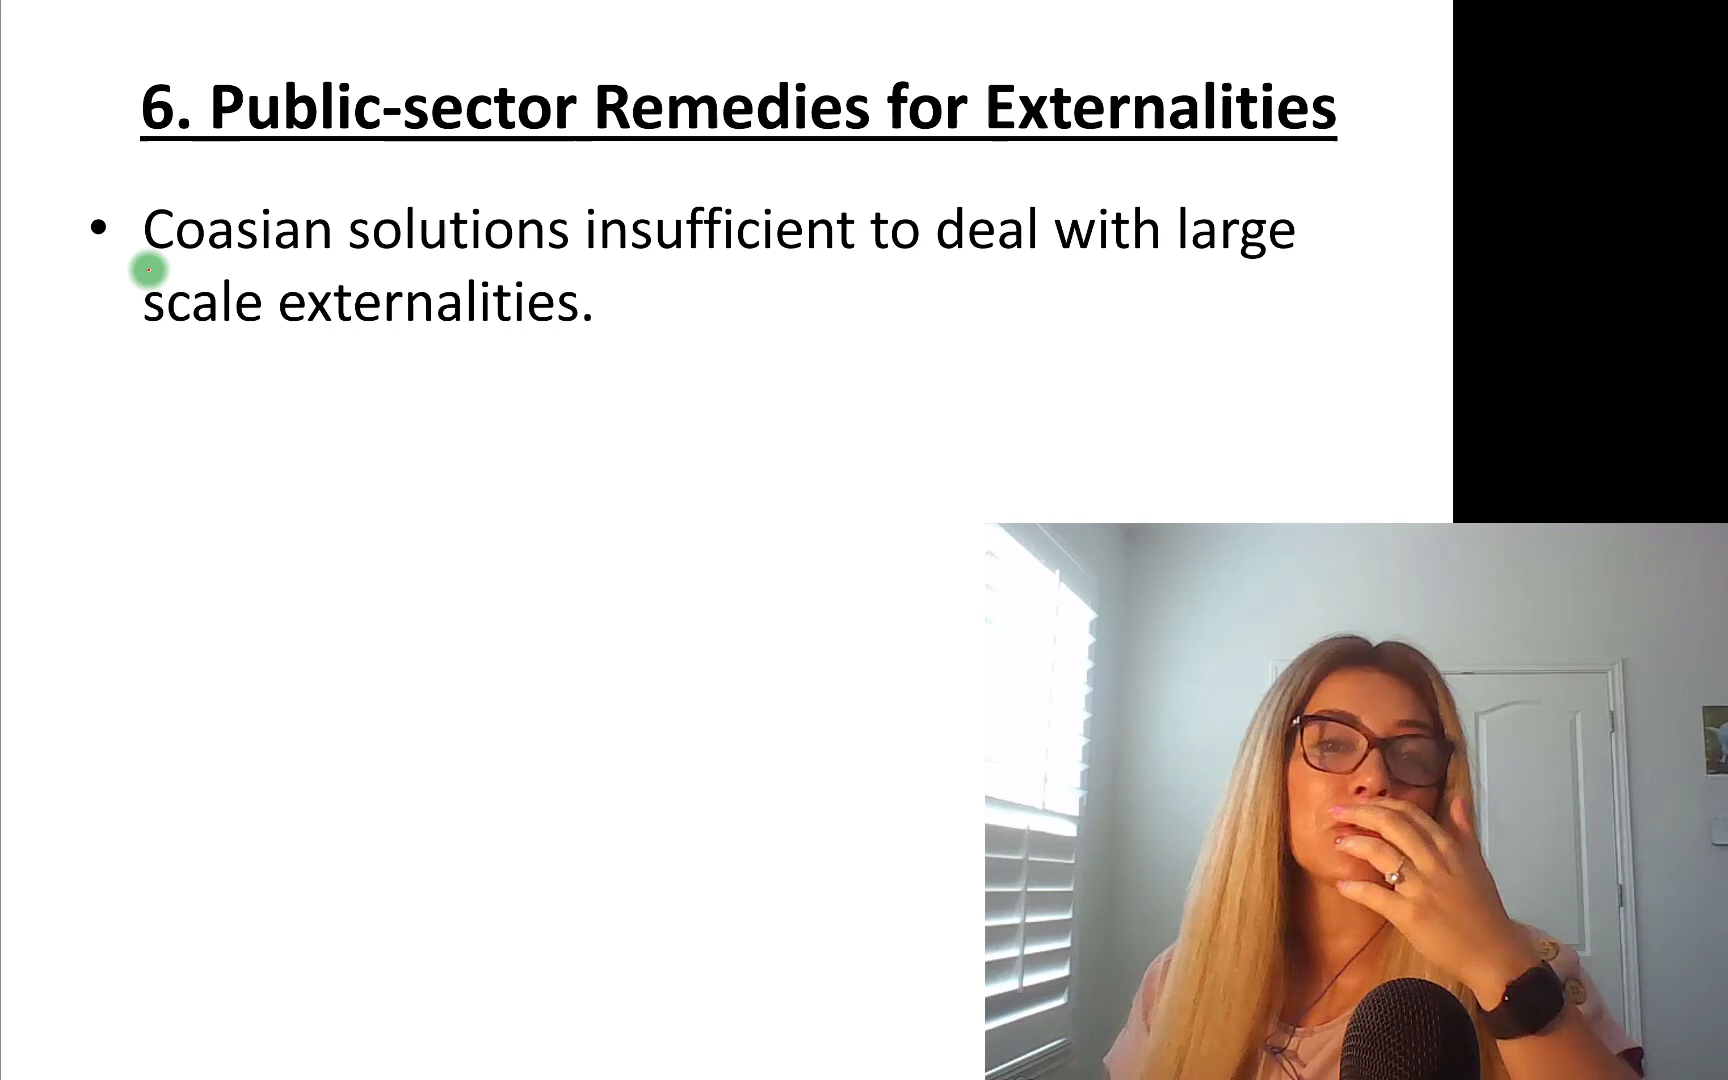 6. Public-sector Remedies for Externalities
• Coasian solutions insufficient to deal with large
scale externalities.